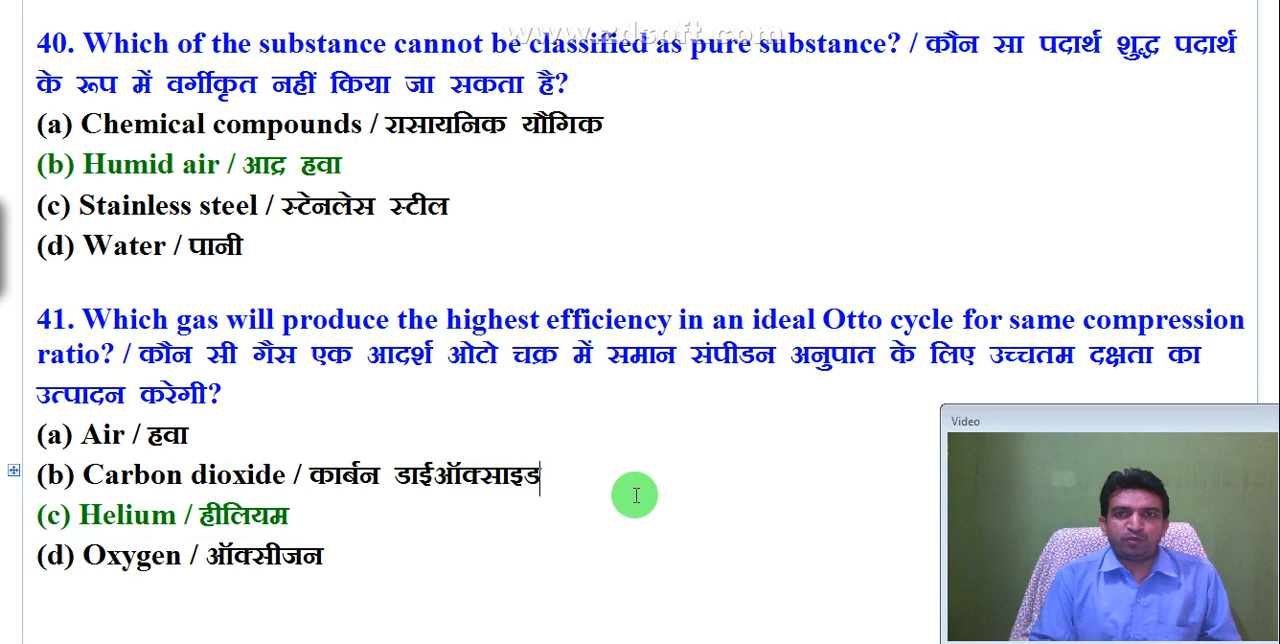 www.zdsoft.com
40. Which of the substance cannot be classified as pure substance? / कौन सा पदार्थ शुद्ध पदार्थ
के रूप में वर्गीकृत नहीं किया जा सकता है?
(a) Chemical compounds / रासायनिक यौगिक
(b) Humid air / आद्र हवा
(c) Stainless steel / स्टेनलेस स्टील
(d) Water / पानी
41. Which gas will produce the highest efficiency in an ideal Otto cycle for same compression
ratio? / कौन सी गैस एक आदर्श ओटो चक्र में समान संपीडन अनुपात के लिए उच्चतम दक्षता का
उत्पादन करेगी?
(a) Air / हवा
(b) Carbon dioxide / कार्बन डाईऑक्साइड
(c) Helium / हीलियम
(d) Oxygen / ऑक्सीजन
Video